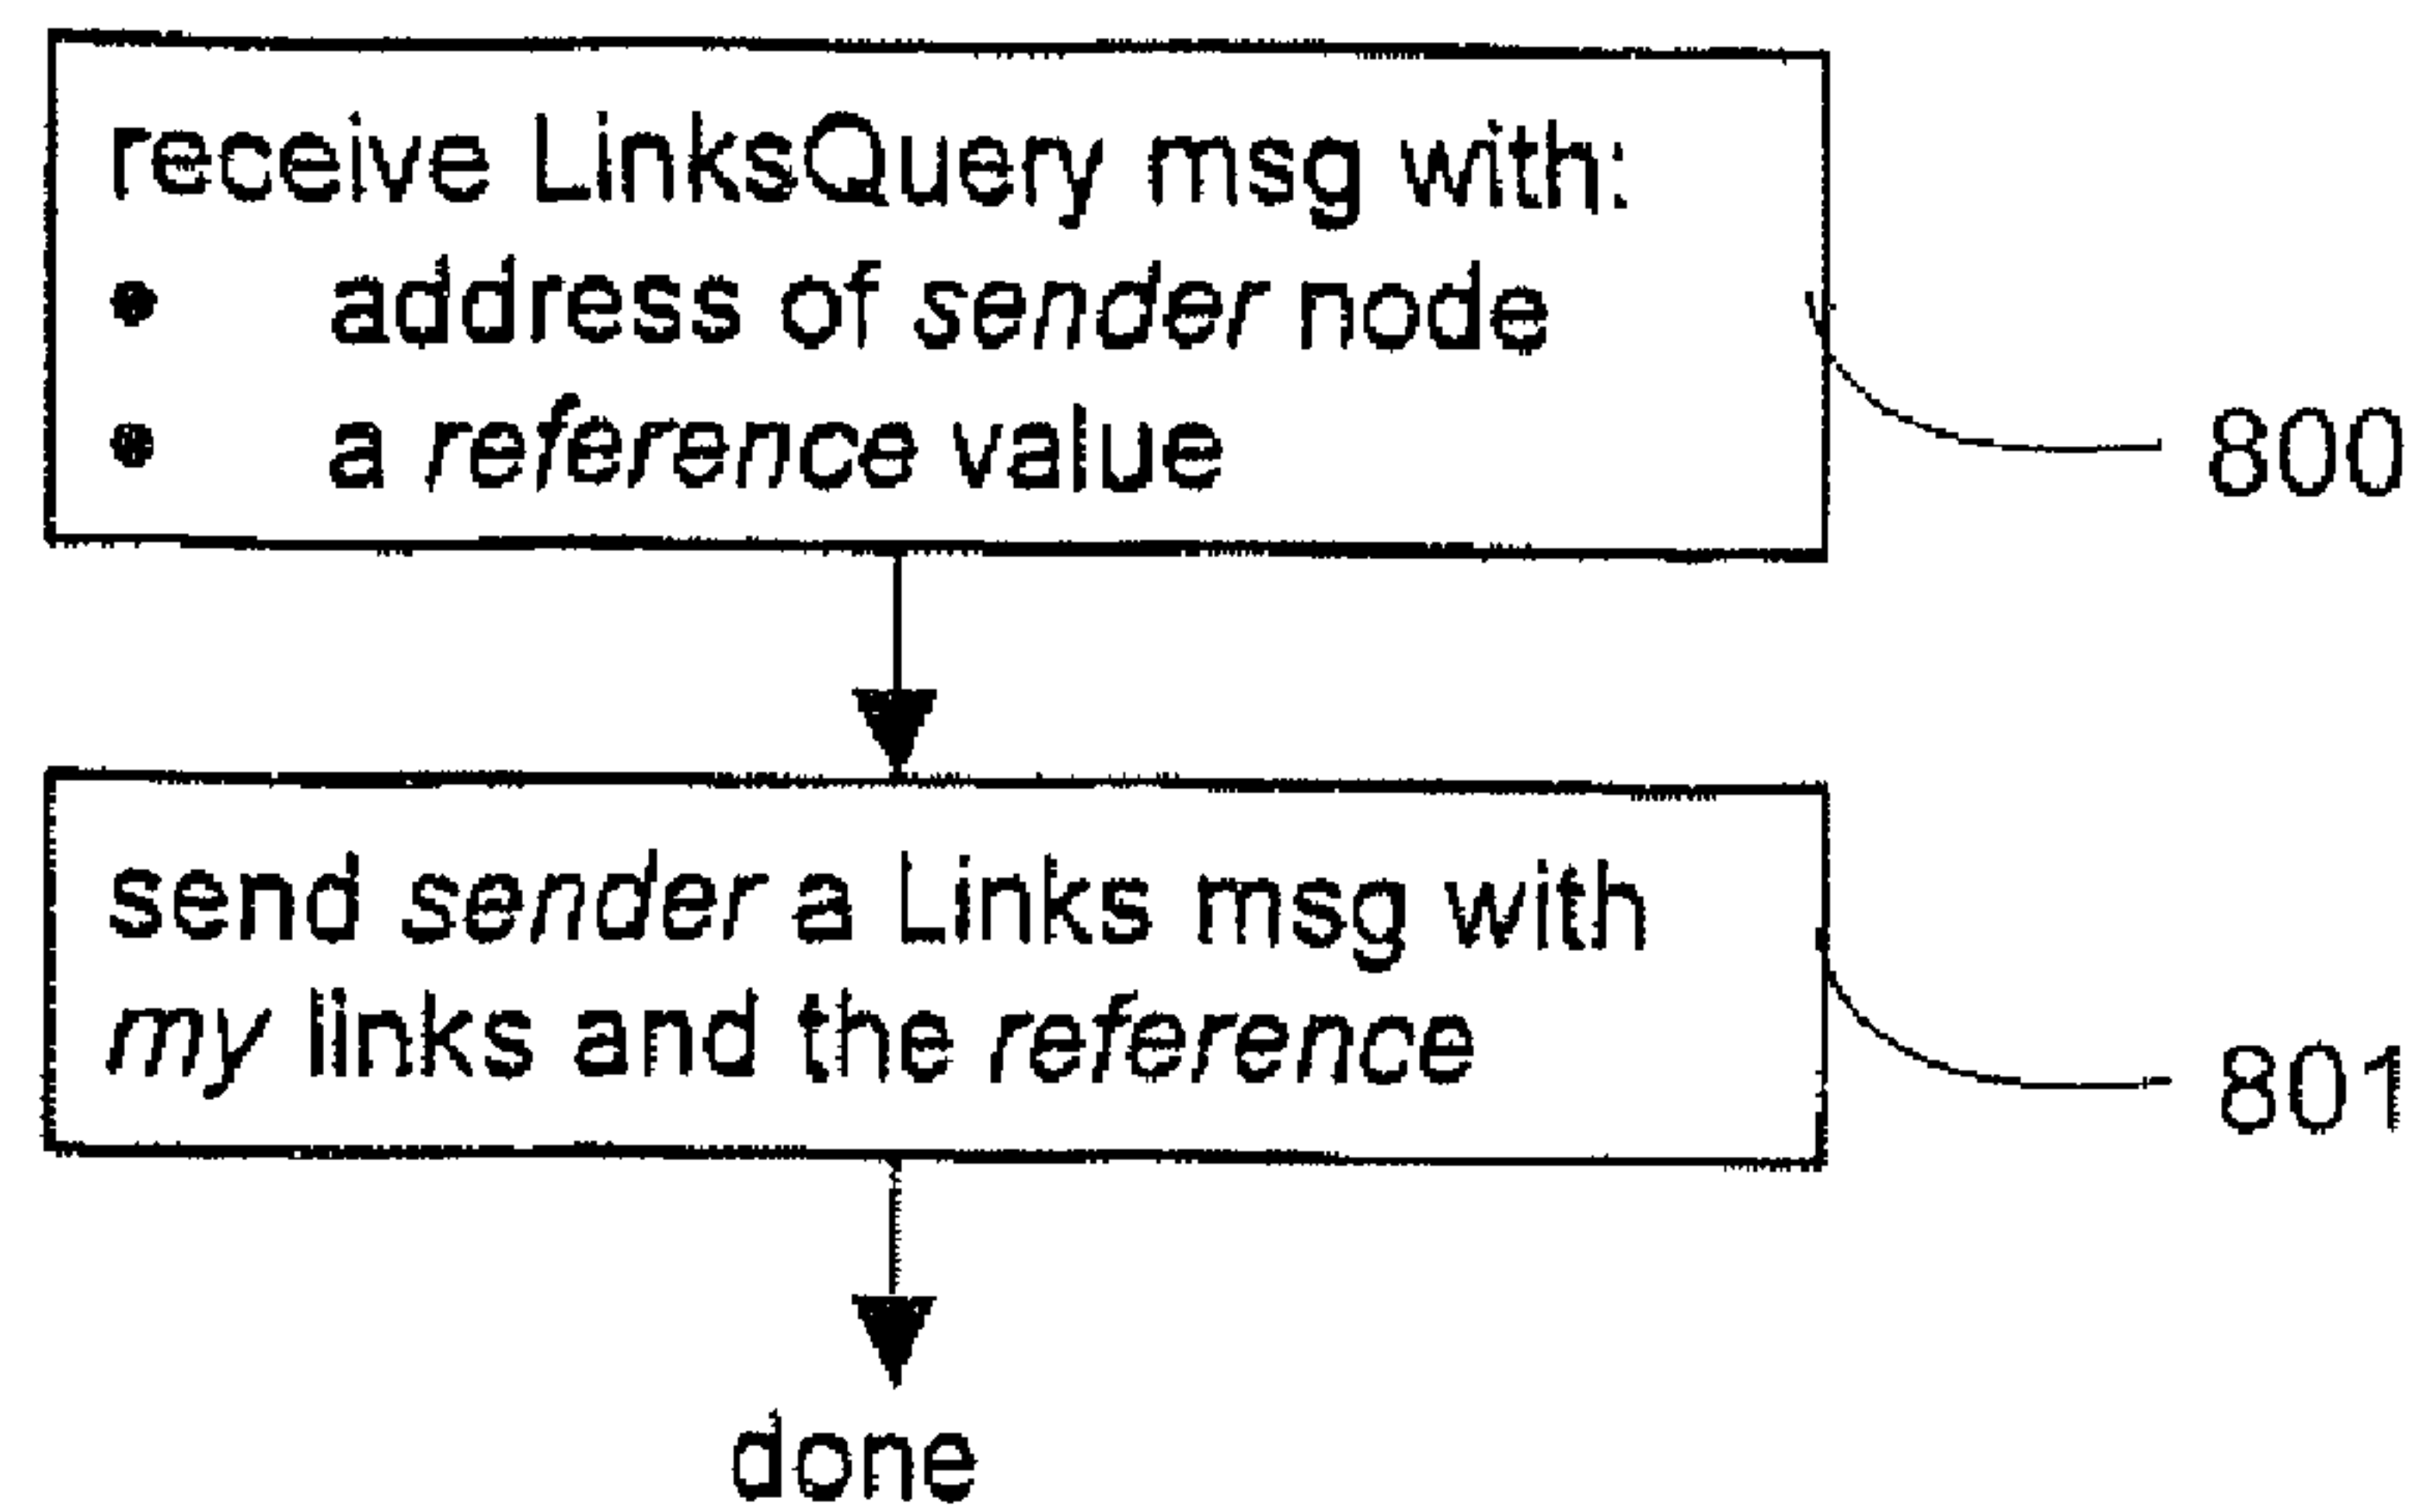 receive LinksQuery msg with:
• address of sender node
• a reference value
800
send sender a Links msg with
my links and the reference
801
done